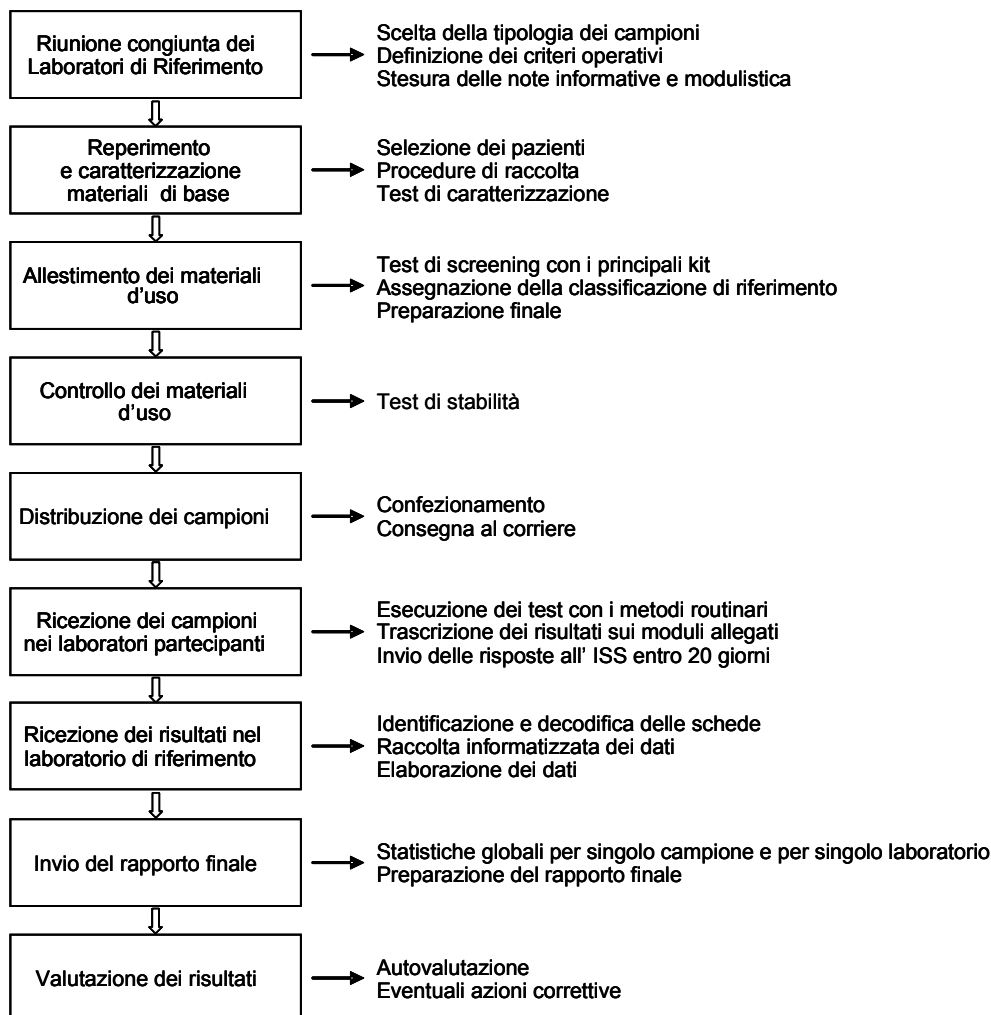 Riunione congiunta dei
Laboratori di Riferimento
Scelta della tipologia dei campioni
Definizione dei criteri operativi
Stesura delle note informative e modulistica
Reperimento
e caratterizzazione
materiali di base
Selezione dei pazienti
Procedure di raccolta
Test di caratterizzazione
Allestimento dei materiali
d'uso
Test di screening con i principali kit
Assegnazione della classificazione di riferimento
Preparazione finale
Controllo dei materiali
d'uso
Test di stabilità
Distribuzione dei campioni
Confezionamento
Consegna al corriere
Ricezione dei campioni
nei laboratori partecipanti
Esecuzione dei test con i metodi routinari
Trascrizione dei risultati sui moduli allegati
Invio delle risposte all' ISS entro 20 giorni
Ricezione dei risultati nel
laboratorio di riferimento
Identificazione e decodifica delle schede
Raccolta informatizzata dei dati
Elaborazione dei dati
Invio del rapporto finale
Statistiche globali per singolo campione e per singolo laboratorio
Preparazione del rapporto finale
Valutazione dei risultati
Autovalutazione
Eventuali azioni correttive